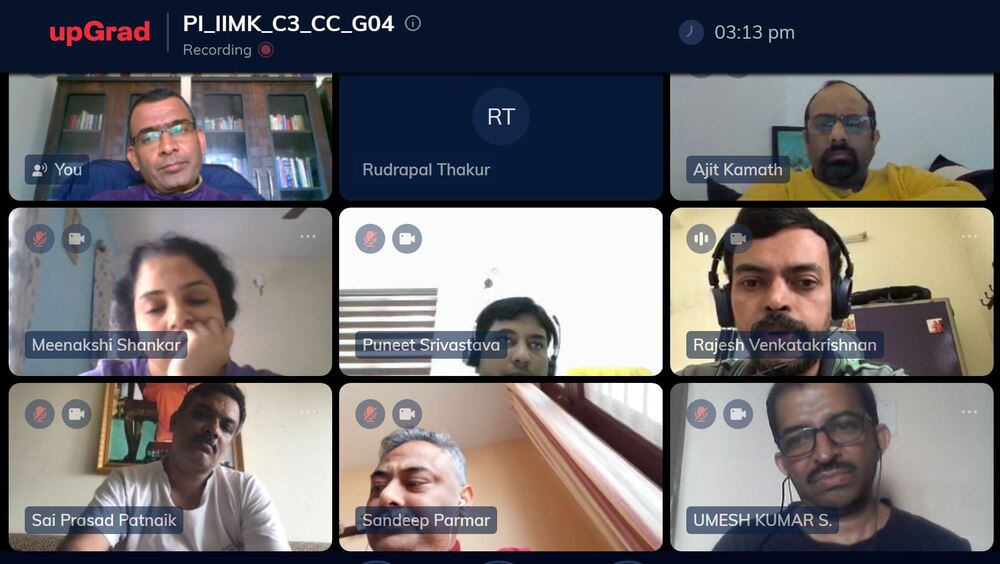 upGrad
PI_IIMK_C3_CC_G04
Recording
03:13 pm
You
RT
Rudrapal Thakur
Ajit Kamath
Meenakshi Shankar
Puneet Srivastava
Rajesh Venkatakrishnan
Sai Prasad Patnaik
Sandeep Parmar
UMESH KUMAR S.